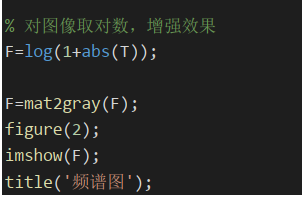 % 对图像取对数，增强效果
F=log(1+abs(T));
F=mat2gray(F);
figure(2);
imshow(F);
title('频谱图');